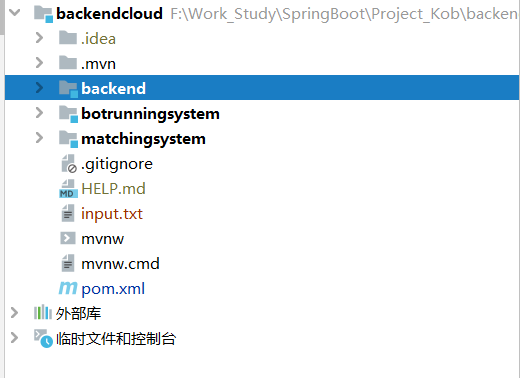 backendcloud F:\Work_Study\SpringBoot\Project_Kob\backen
.idea
.mvn
backend
botrunningsystem
matchingsystem
.gitignore
MD HELP.md
input.txt
mvnw
mvnw.cmd
m pom.xml
外部库
临时文件和控制台